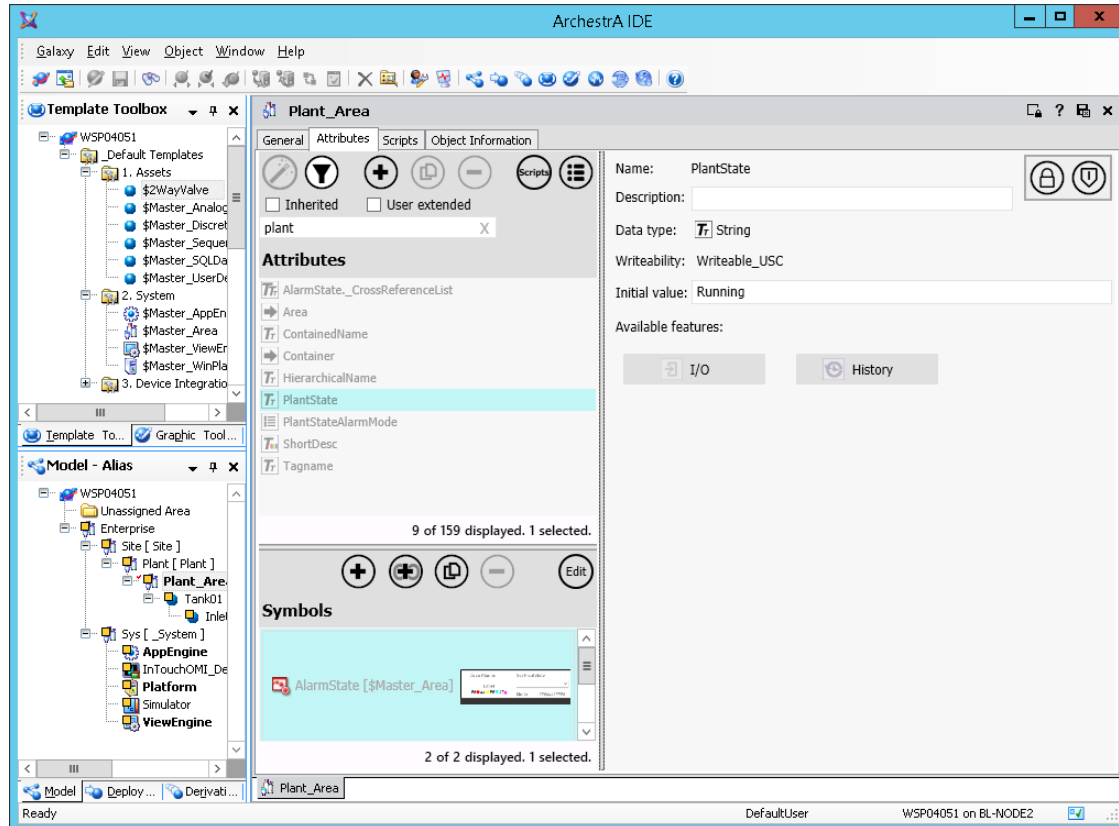 ArchestrA IDE
Galaxy Edit View Object Window Help
Template Toolbox
WSP04051
_Default Templates
1. Assets
$2WayValve
$Master_Analog
$Master_Discret
$Master_Sequer
$Master_SQLDa
$Master_UserDe
2. System
$Master_AppEn
$Master_Area
$Master_ViewEr
$Master_WinPla
3. Device Integratio
Template To... Graphic Tool...
Model - Alias
WSP04051
Unassigned Area
Enterprise
Site [ Site ]
Plant [ Plant ]
Plant_Are
Tank01
Inlet
Sys [ _System ]
AppEngine
InTouchOMI_De
Platform
Simulator
ViewEngine
Model Deploy ... Derivati...
Plant_Area
General Attributes Scripts Object Information
Scripts
Inherited User extended
plant X
Attributes
AlarmState._CrossReferenceList
Area
ContainedName
Container
HierarchicalName
PlantState
PlantStateAlarmMode
ShortDesc
Tagname
9 of 159 displayed. 1 selected.
Edit
Symbols
AlarmState [$Master_Area]
2 of 2 displayed. 1 selected.
Name: PlantState
Description:
Data type: String
Writeability: Writeable_USC
Initial value: Running
Available features:
I/O History
Plant_Area
Ready DefaultUser WSP04051 on BL-NODE2